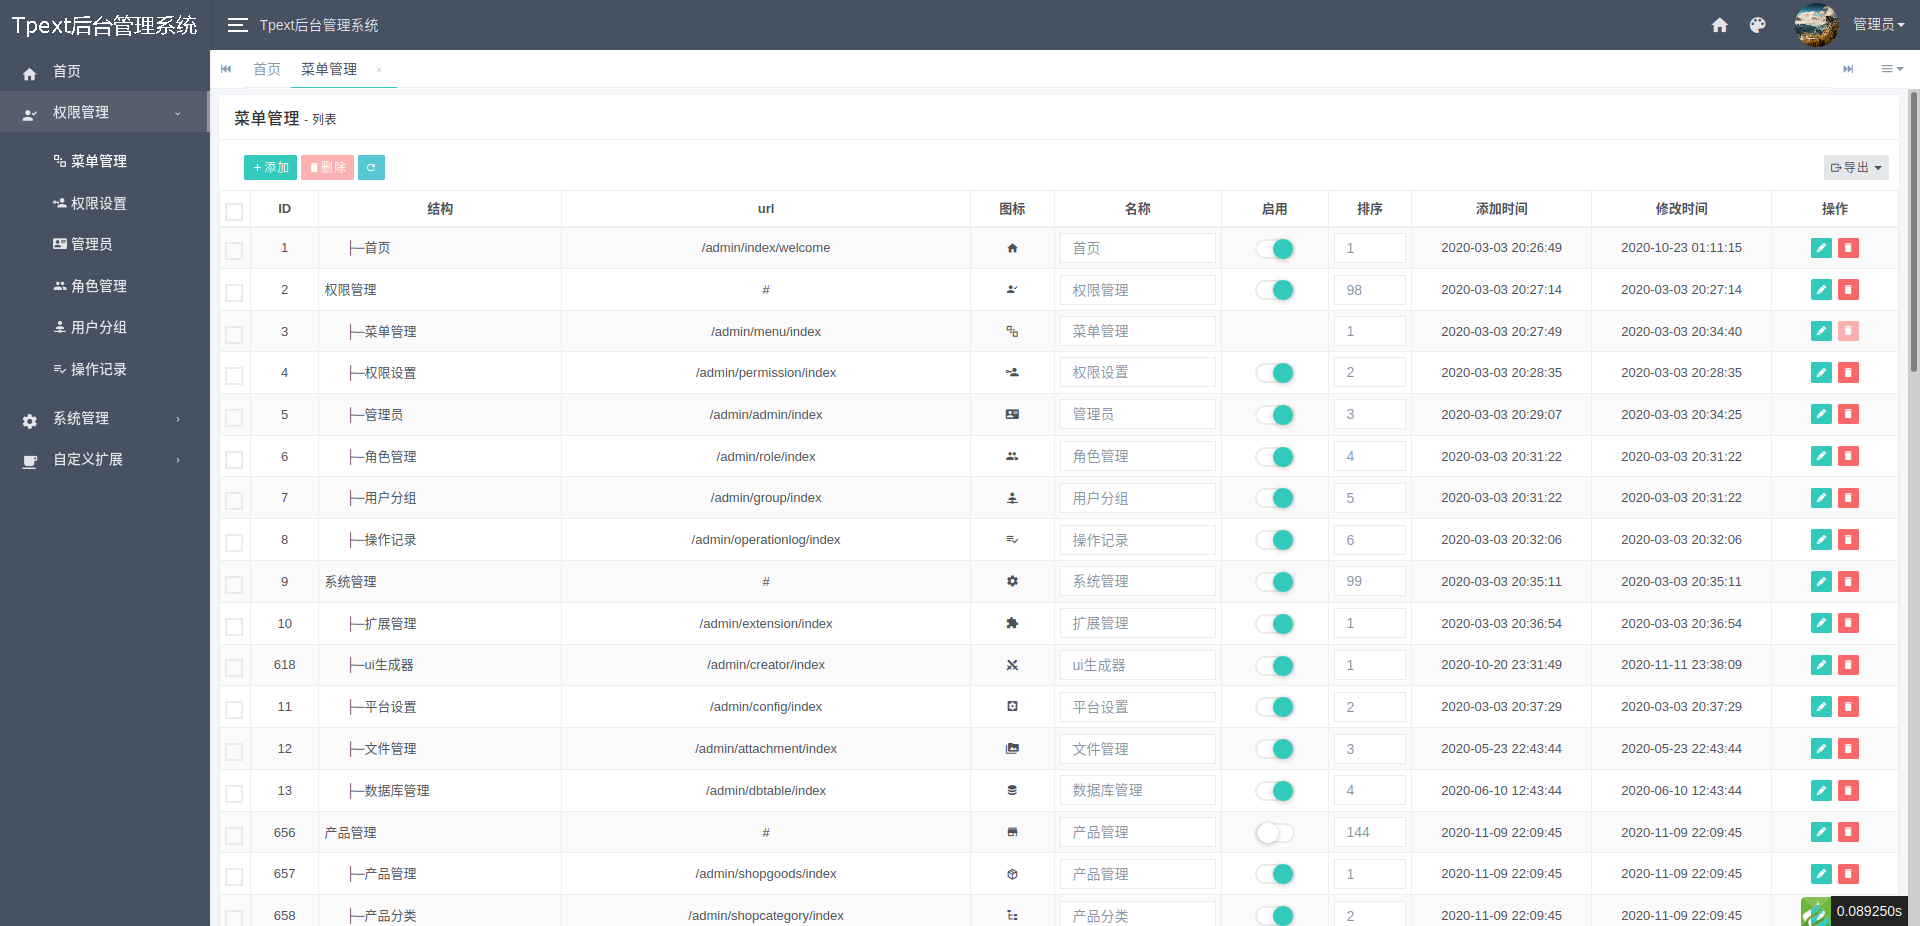 Tpext后台管理系统
Tpext后台管理系统
管理员
首页
权限管理
菜单管理
权限设置
管理员
角色管理
用户分组
操作记录
系统管理
自定义扩展
首页 菜单管理 ×
菜单管理 - 列表
+ 添加 删除 导出
ID 结构 url 图标 名称 启用 排序 添加时间 修改时间 操作
1 ├─首页 /admin/index/welcome 首页 1 2020-03-03 20:26:49 2020-10-23 01:11:15
2 权限管理 # 权限管理 98 2020-03-03 20:27:14 2020-03-03 20:27:14
3 ├─菜单管理 /admin/menu/index 菜单管理 1 2020-03-03 20:27:49 2020-03-03 20:34:40
4 ├─权限设置 /admin/permission/index 权限设置 2 2020-03-03 20:28:35 2020-03-03 20:28:35
5 ├─管理员 /admin/admin/index 管理员 3 2020-03-03 20:29:07 2020-03-03 20:34:25
6 ├─角色管理 /admin/role/index 角色管理 4 2020-03-03 20:31:22 2020-03-03 20:31:22
7 ├─用户分组 /admin/group/index 用户分组 5 2020-03-03 20:31:22 2020-03-03 20:31:22
8 ├─操作记录 /admin/operationlog/index 操作记录 6 2020-03-03 20:32:06 2020-03-03 20:32:06
9 系统管理 # 系统管理 99 2020-03-03 20:35:11 2020-03-03 20:35:11
10 ├─扩展管理 /admin/extension/index 扩展管理 1 2020-03-03 20:36:54 2020-03-03 20:36:54
618 ├─ui生成器 /admin/creator/index ui生成器 1 2020-10-20 23:31:49 2020-11-11 23:38:09
11 ├─平台设置 /admin/config/index 平台设置 2 2020-03-03 20:37:29 2020-03-03 20:37:29
12 ├─文件管理 /admin/attachment/index 文件管理 3 2020-05-23 22:43:44 2020-05-23 22:43:44
13 ├─数据库管理 /admin/dbtable/index 数据库管理 4 2020-06-10 12:43:44 2020-06-10 12:43:44
656 产品管理 # 产品管理 144 2020-11-09 22:09:45 2020-11-09 22:09:45
657 ├─产品管理 /admin/shopgoods/index 产品管理 1 2020-11-09 22:09:45 2020-11-09 22:09:45
658 ├─产品分类 /admin/shopcategory/index 产品分类 2 2020-11-09 22:09:45 2020-11-09 22:09:45
0.089250s